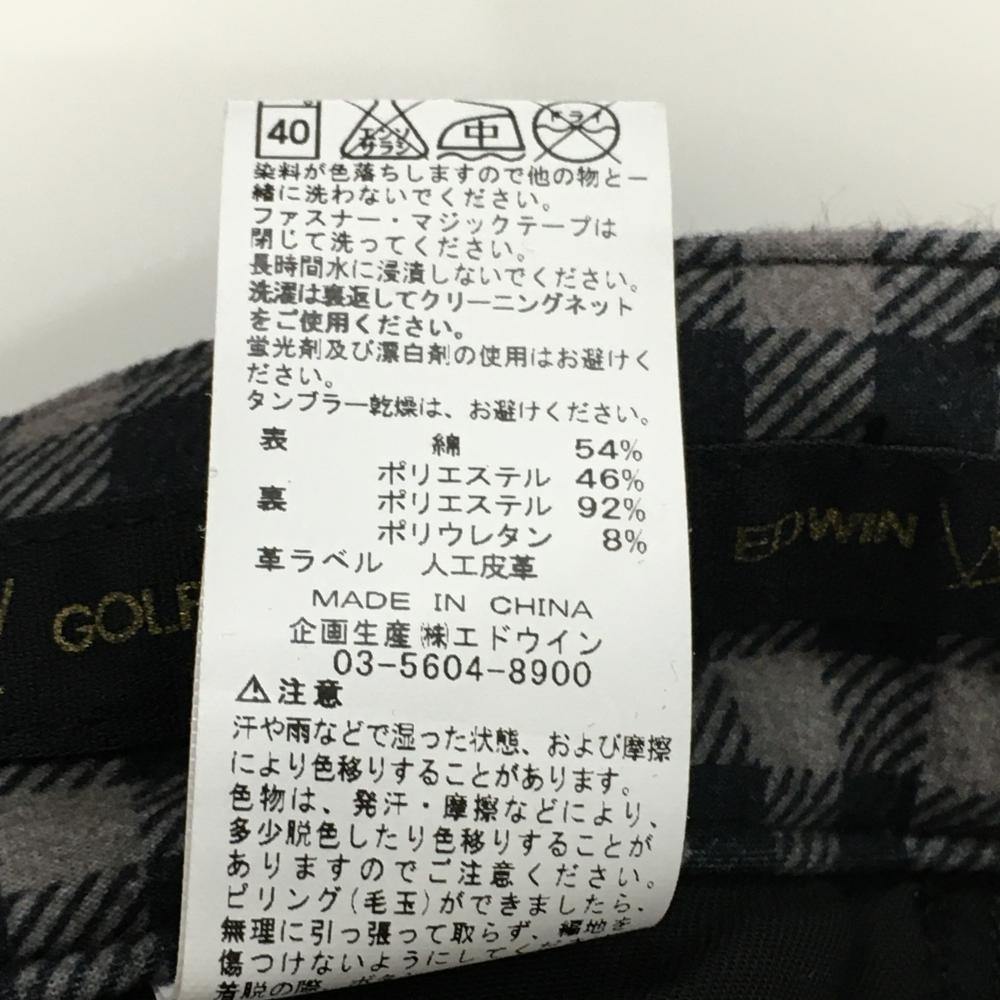 40
エンソ
サラシ
中
ドライ
染料が色落ちしますので他の物と一
緒に洗わないでください。
ファスナー・マジックテープは
閉じて洗ってください。
長時間水に浸漬しないでください。
洗濯は裏返してクリーニングネット
をご使用ください。
蛍光剤及び漂白剤の使用はお避けく
ださい。
タンブラー乾燥は、お避けください。
表 綿 54%
ポリエステル 46%
裏 ポリエステル 92%
ポリウレタン 8%
革ラベル 人工皮革
MADE IN CHINA
企画生産㈱エドウイン
03-5604-8900
⚠注意
汗や雨などで湿った状態、および摩擦
により色移りすることがあります。
色物は、発汗・摩擦などにより、
多少脱色したり色移りすることが
ありますのでご注意ください。
ピリング(毛玉)ができましたら、
無理に引っ張って取らず、編地を
傷つけないようにしてくだ
着脱の際、ボタ
GOLF
EDWIN